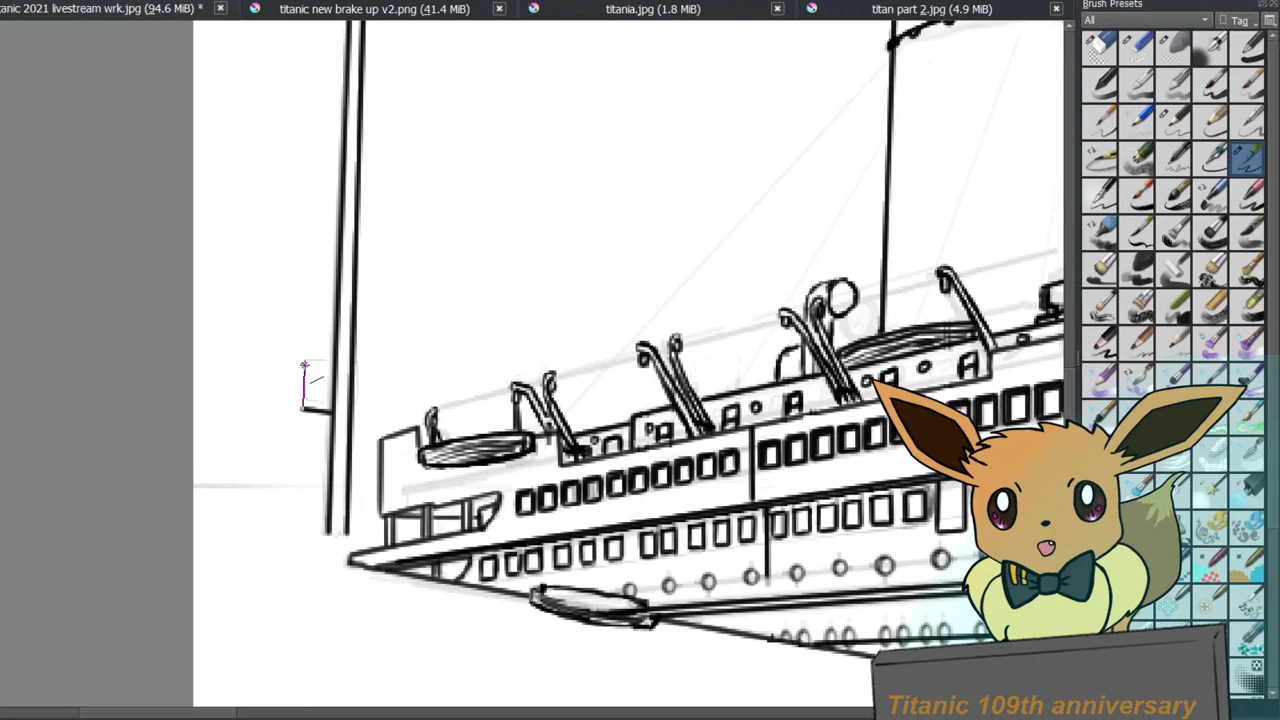 tanic 2021 livestream wrk.jpg (94.6 MiB) *
titanic new brake up v2.png (41.4 MiB)
titania.jpg (1.8 MiB)
titan part 2.jpg (4.9 MiB)
Brush Presets
All
Tag
Titanic 109th anniversary